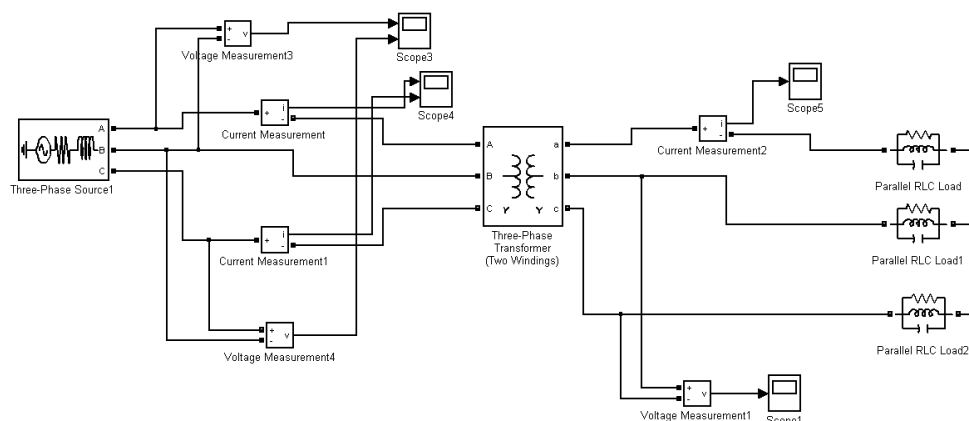 +
-
v
Voltage Measurement3
Scope3
+
i
-
Current Measurement
Scope4
A
B
C
Three-Phase Source1
+
i
-
Current Measurement1
+
-
v
Voltage Measurement4
A
B
C
a
b
c
Y Y
Three-Phase
Transformer
(Two Windings)
+
i
-
Current Measurement2
Scope5
Parallel RLC Load
Parallel RLC Load1
Parallel RLC Load2
+
-
v
Voltage Measurement1
Scope1